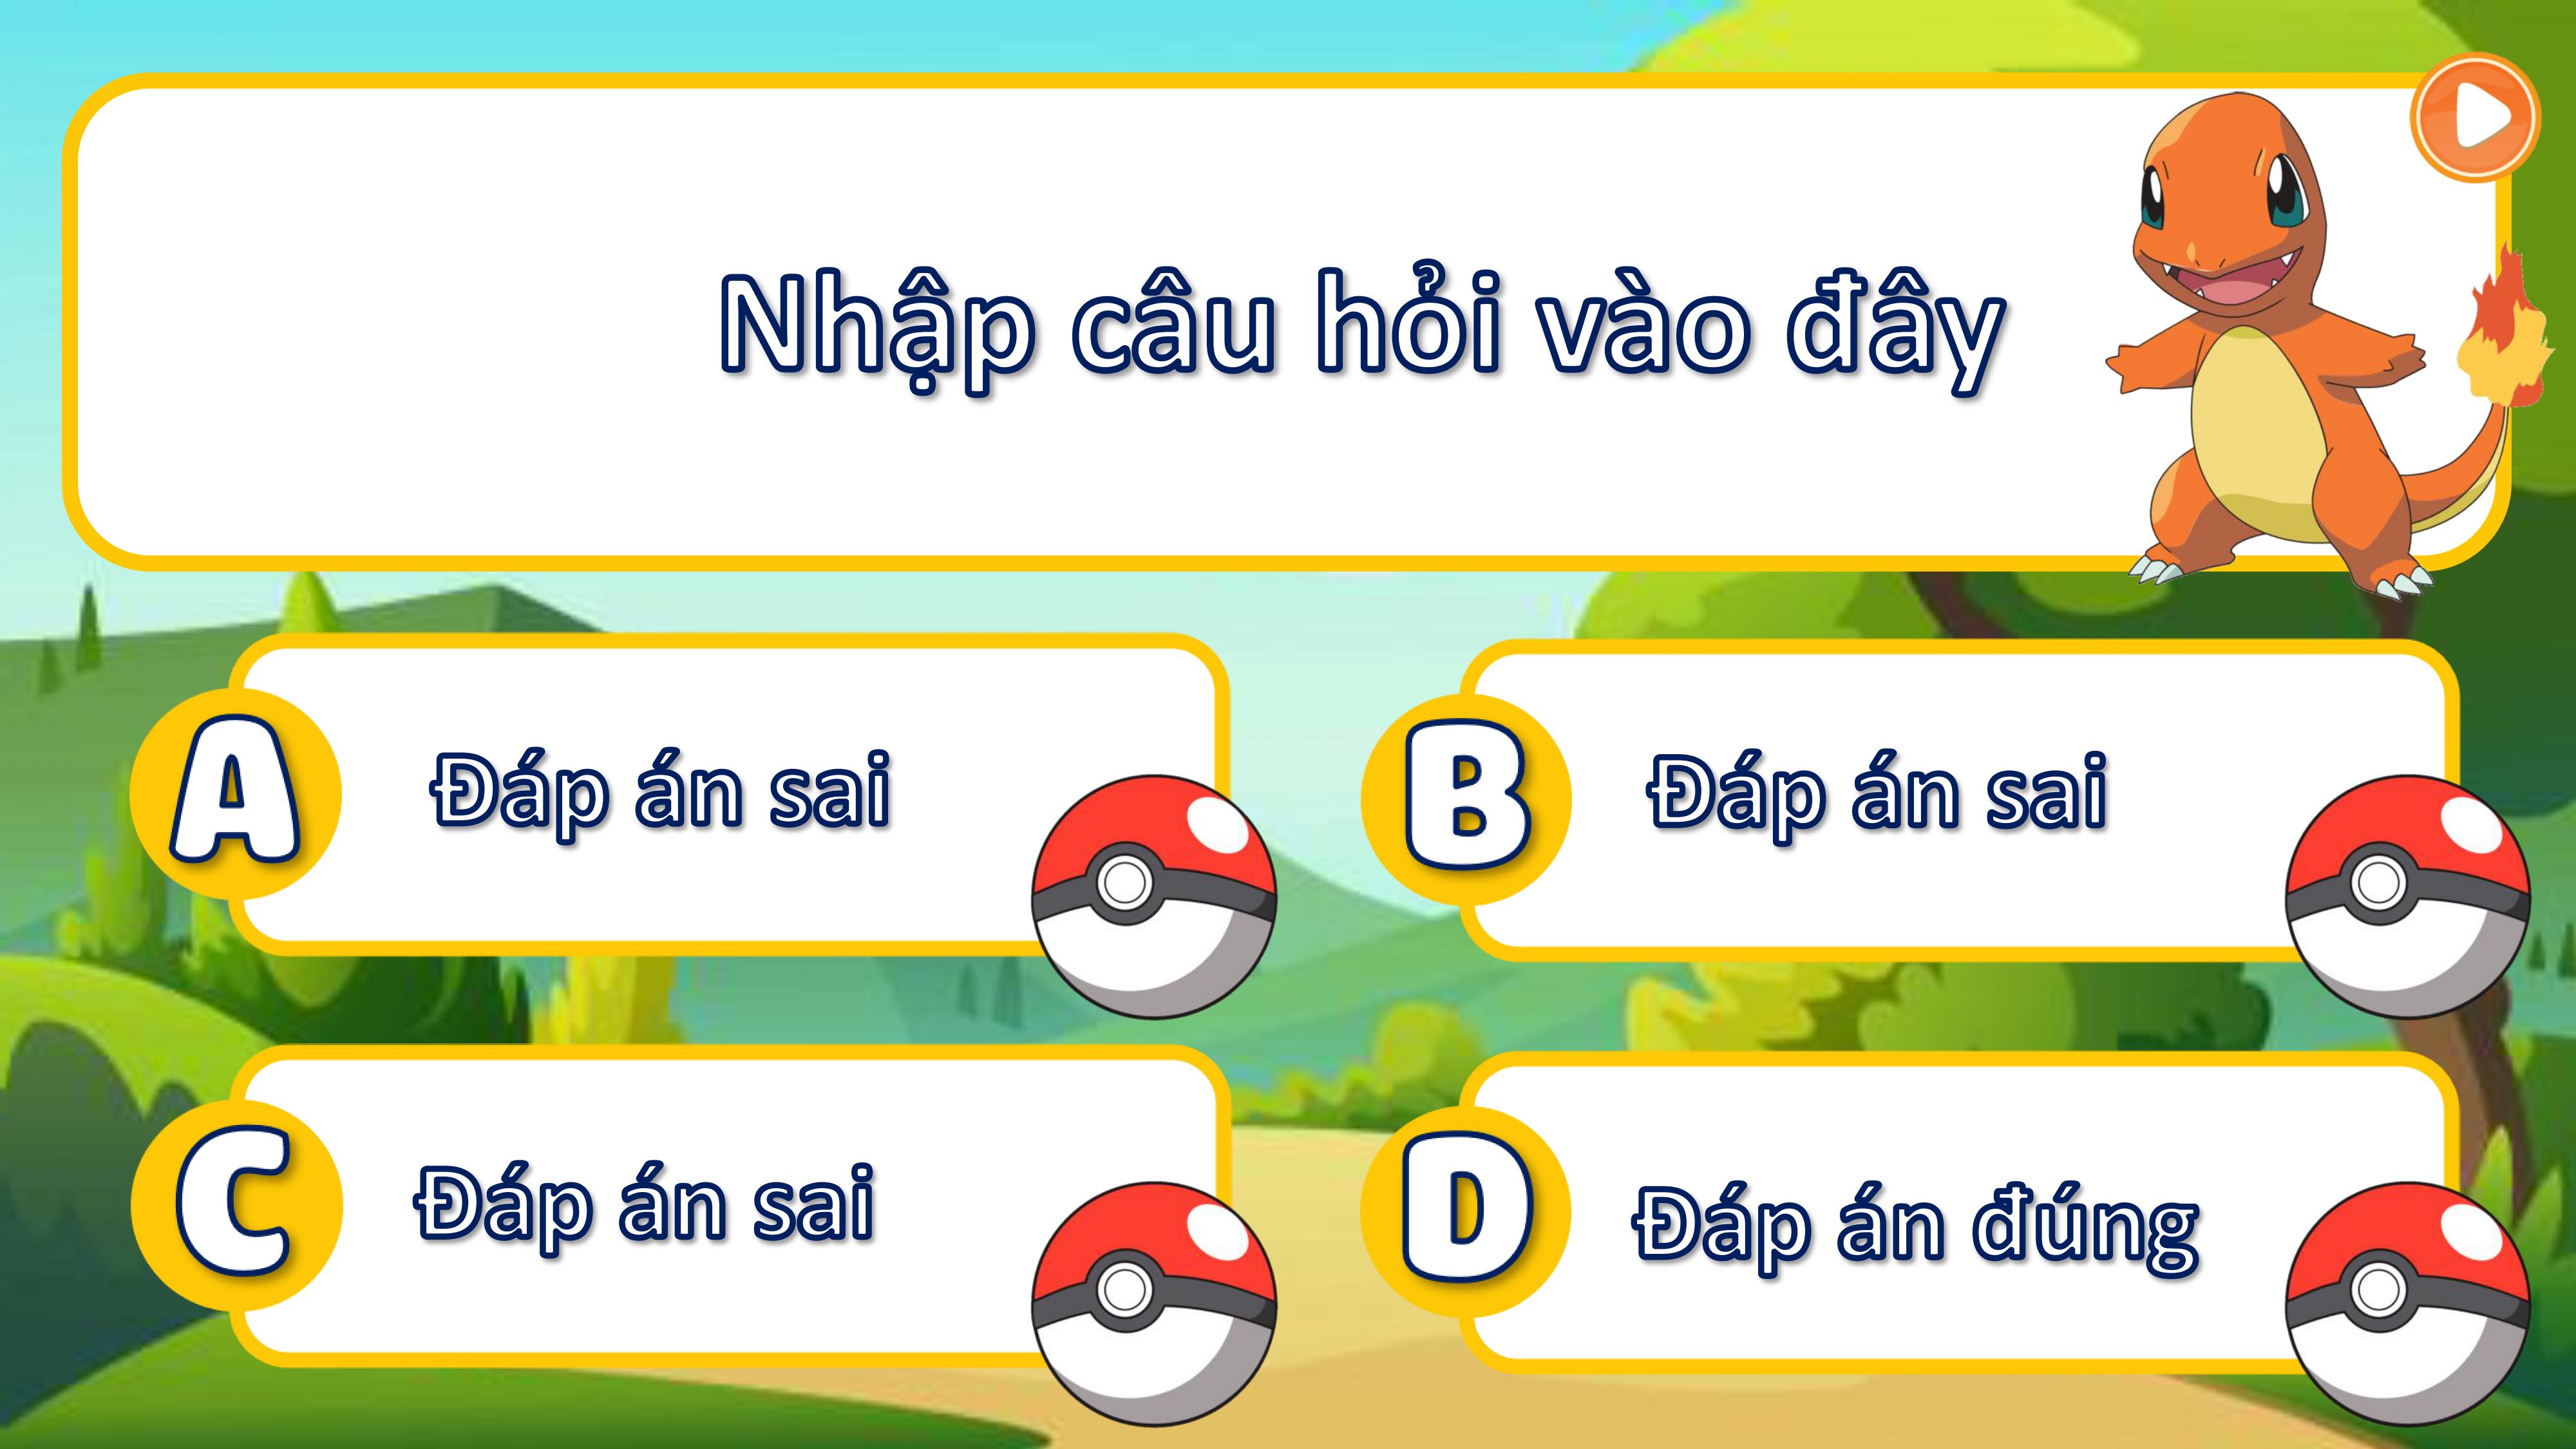 Nhập câu hỏi vào đây
A
Đáp án sai
B
Đáp án sai
C
Đáp án sai
D
Đáp án đúng